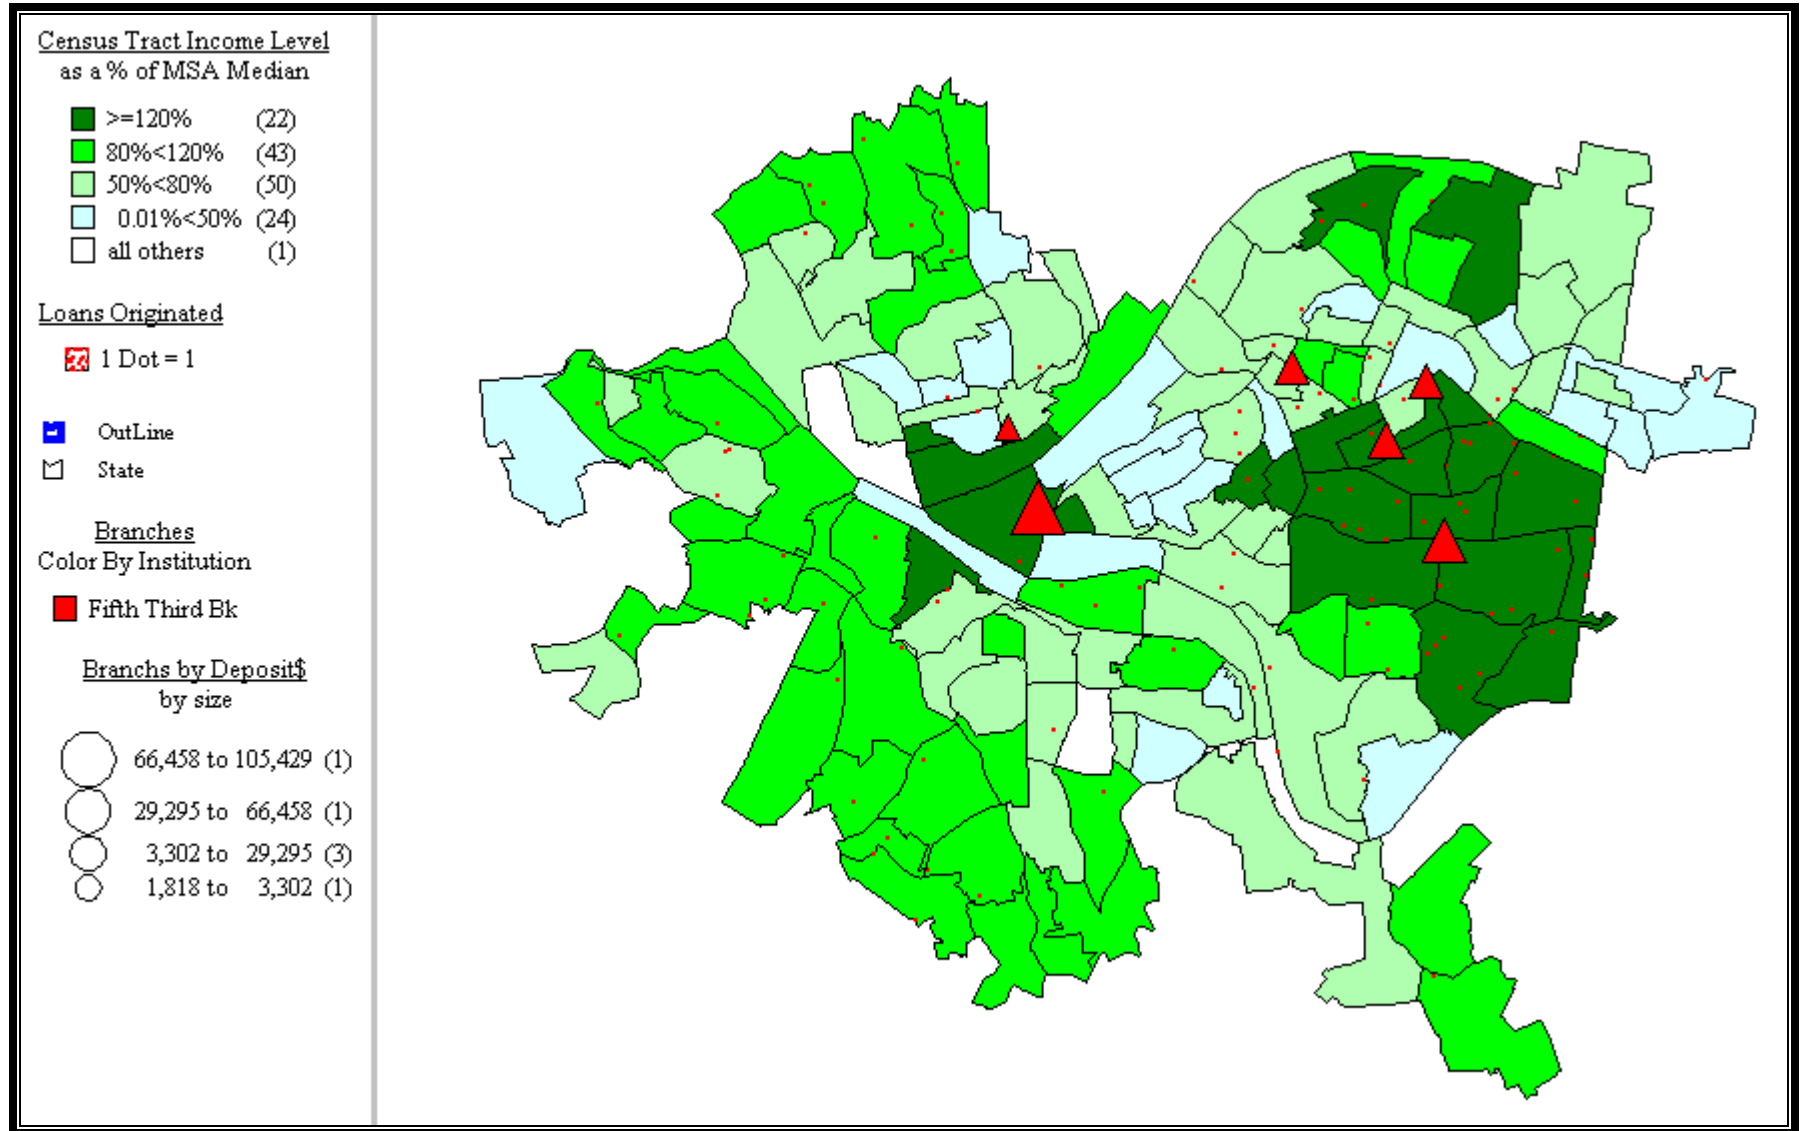 Census Tract Income Level
as a % of MSA Median
>=120% (22)
80%<120% (43)
50%<80% (50)
0.01%<50% (24)
all others (1)
Loans Originated
1 Dot = 1
OutLine
State
Branches
Color By Institution
Fifth Third Bk
Branchs by Deposit$
by size
66,458 to 105,429 (1)
29,295 to 66,458 (1)
3,302 to 29,295 (3)
1,818 to 3,302 (1)